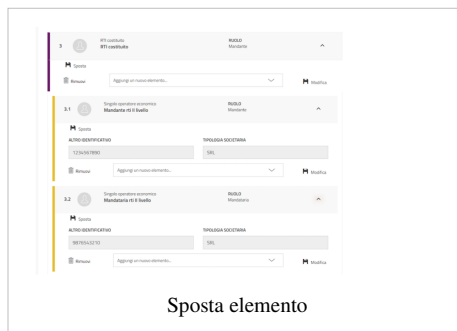 RTI costituito RUOLO
3 RTI costituito Mandante
Sposta
Rimuovi Aggiungi un nuovo elemento... Modifica
Singolo operatore economico RUOLO
3.1 Mandante rti II livello Mandante
Sposta
ALTRO IDENTIFICATIVO TIPOLOGIA SOCIETARIA
1234567890 SRL
Rimuovi Aggiungi un nuovo elemento... Modifica
Singolo operatore economico RUOLO
3.2 Mandataria rti II livello Mandataria
Sposta
ALTRO IDENTIFICATIVO TIPOLOGIA SOCIETARIA
9876543210 SRL
Rimuovi Aggiungi un nuovo elemento... Modifica
Sposta elemento